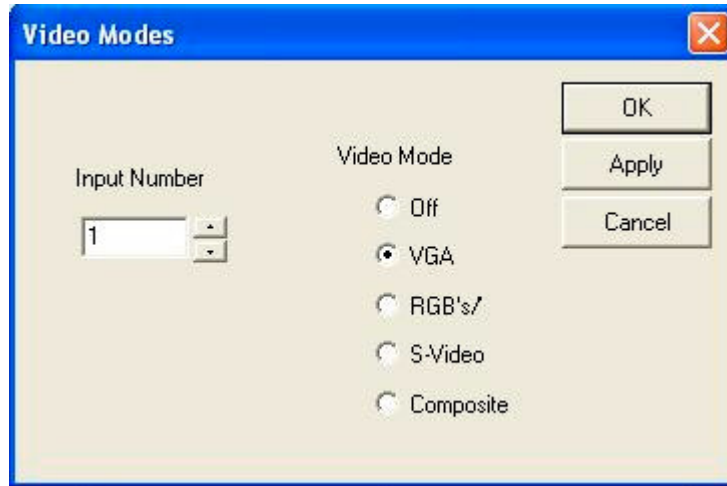 Video Modes
OK
Video Mode
Apply
Input Number
Off
Cancel
1
VGA
RGB's/'
S-Video
Composite